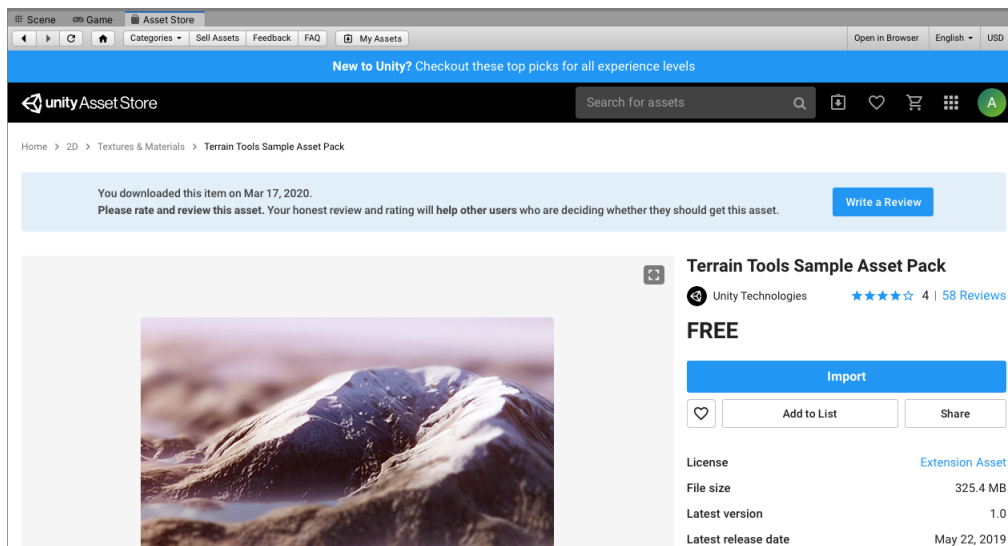 Scene Game Asset Store
Categories Sell Assets Feedback FAQ My Assets Open in Browser English USD
New to Unity? Checkout these top picks for all experience levels
unity Asset Store Search for assets A
Home > 2D > Textures & Materials > Terrain Tools Sample Asset Pack
You downloaded this item on Mar 17, 2020.
Please rate and review this asset. Your honest review and rating will help other users who are deciding whether they should get this asset.
Write a Review
Terrain Tools Sample Asset Pack
Unity Technologies 4 | 58 Reviews
FREE
Import
Add to List Share
License Extension Asset
File size 325.4 MB
Latest version 1.0
Latest release date May 22, 2019